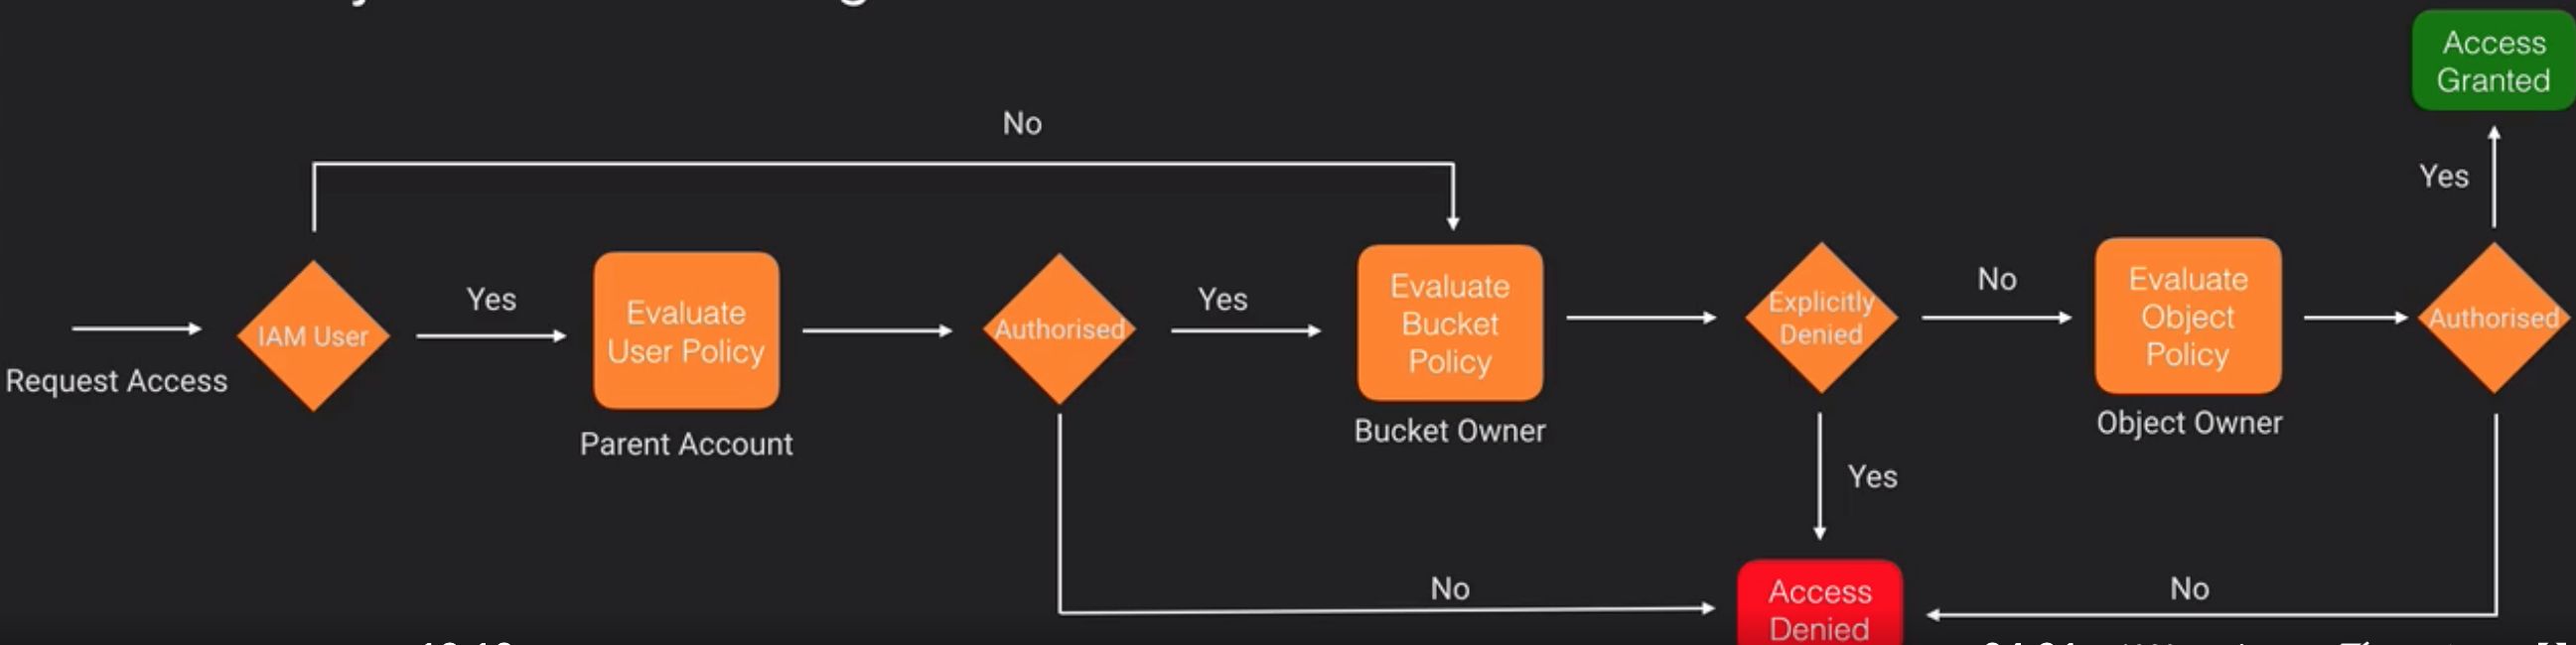 Access
Granted
No
Yes
Request Access
IAM User
Yes
Evaluate
User Policy
Parent Account
Authorised
Yes
Evaluate
Bucket
Policy
Bucket Owner
Explicitly
Denied
No
Evaluate
Object
Policy
Object Owner
Authorised
Yes
No
Access
Denied
No